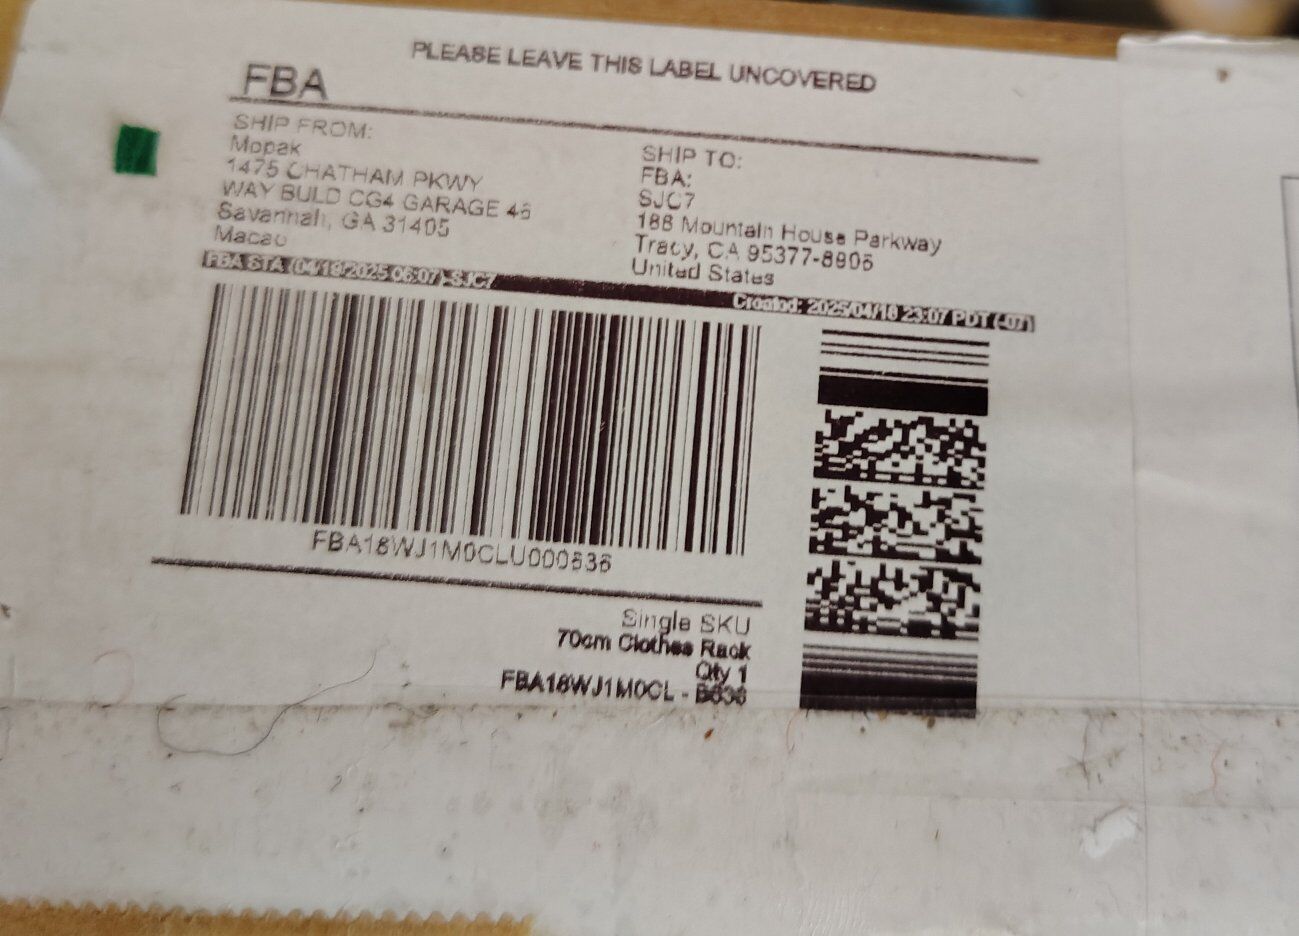 PLEASE LEAVE THIS LABEL UNCOVERED
FBA
SHIP FROM:
Mopak
1475 CHATHAM PKWY
WAY BULD CG4 GARAGE 46
Savannah, GA 31405
Macao
SHIP TO:
FBA:
SJC7
188 Mountain House Parkway
Tracy, CA 95377-8906
United States
FBA STA (04/19/2025 06:07)-SJC7
Created: 2025/04/18 23:07 PDT (-07)
FBA18WJ1M0CLU000636
Single SKU
70cm Clothes Rack
Qty 1
FBA18WJ1M0CL - B636